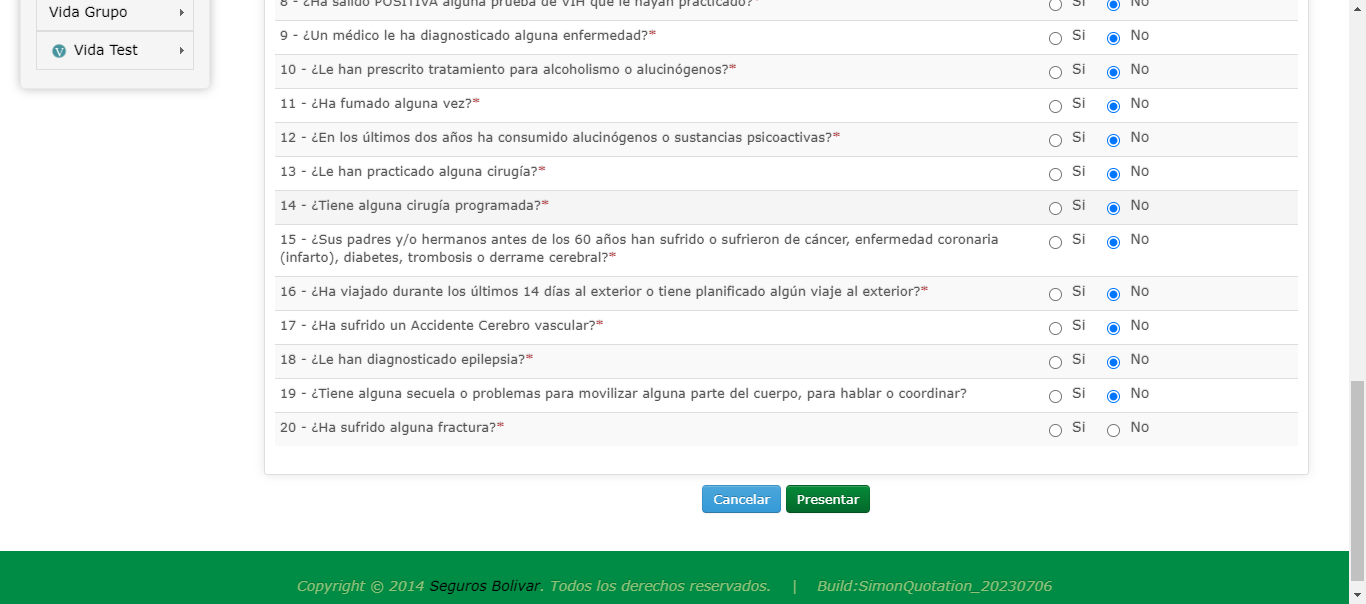 Vida Grupo
Vida Test
8 - ¿Ha salido POSITIVA alguna prueba de VIH que le hayan practicado?* Si No
9 - ¿Un médico le ha diagnosticado alguna enfermedad?* Si No
10 - ¿Le han prescrito tratamiento para alcoholismo o alucinógenos?* Si No
11 - ¿Ha fumado alguna vez?* Si No
12 - ¿En los últimos dos años ha consumido alucinógenos o sustancias psicoactivas?* Si No
13 - ¿Le han practicado alguna cirugía?* Si No
14 - ¿Tiene alguna cirugía programada?* Si No
15 - ¿Sus padres y/o hermanos antes de los 60 años han sufrido o sufrieron de cáncer, enfermedad coronaria Si No
(infarto), diabetes, trombosis o derrame cerebral?*
16 - ¿Ha viajado durante los últimos 14 días al exterior o tiene planificado algún viaje al exterior?* Si No
17 - ¿Ha sufrido un Accidente Cerebro vascular?* Si No
18 - ¿Le han diagnosticado epilepsia?* Si No
19 - ¿Tiene alguna secuela o problemas para movilizar alguna parte del cuerpo, para hablar o coordinar? Si No
20 - ¿Ha sufrido alguna fractura?* Si No
Cancelar Presentar
Copyright © 2014 Seguros Bolivar. Todos los derechos reservados. | Build:SimonQuotation_20230706